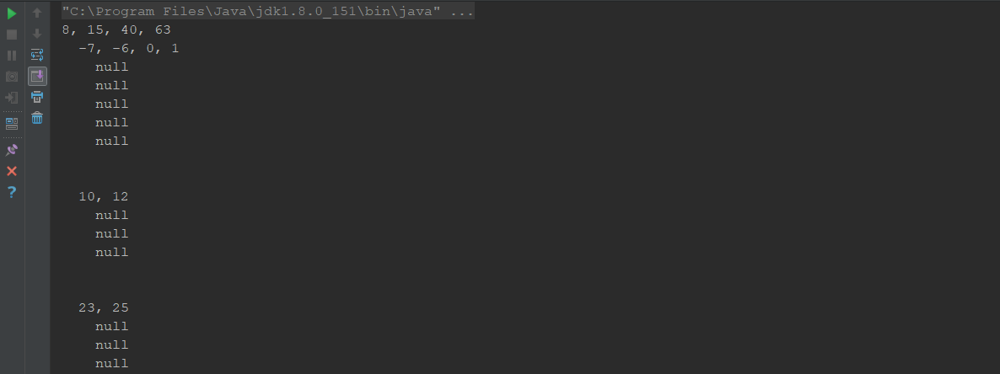 "C:\Program Files\Java\jdk1.8.0_151\bin\java" ...
8, 15, 40, 63
-7, -6, 0, 1
null
null
null
null
null
10, 12
null
null
null
23, 25
null
null
null